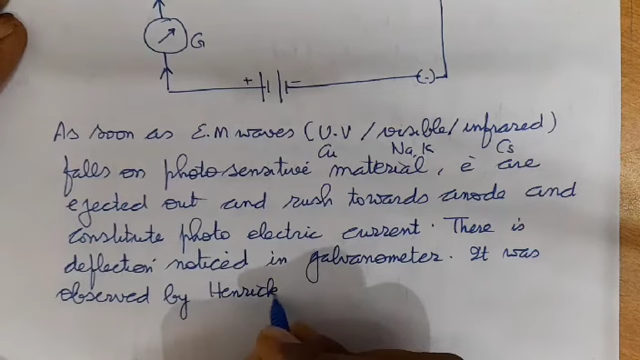 G
+ -
(·)
As soon as E.M waves (U.V / visible / infrared)
Cu Na, K Cs
falls on photosensitive material, e are
ejected out and rush towards anode and
constitute photo electric current. There is
deflection noticed in galvanometer. It was
observed by Henrick